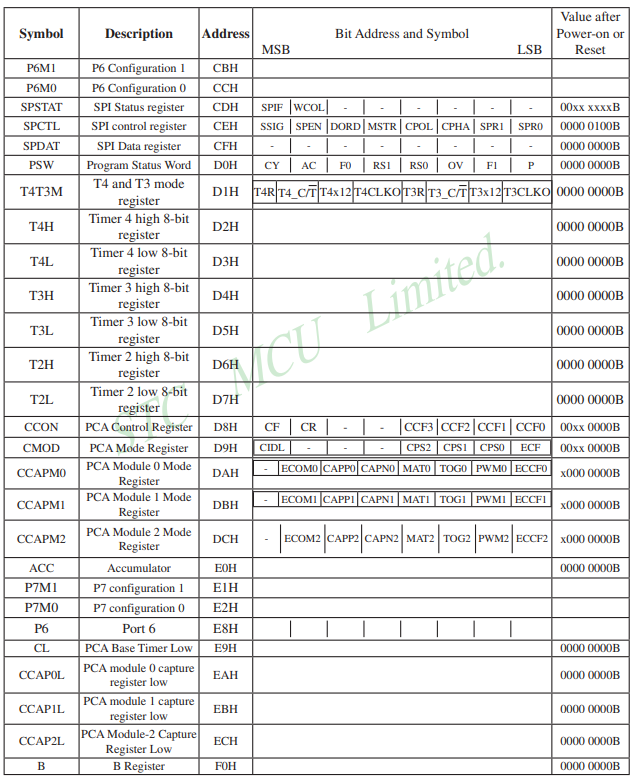 Symbol Description Address Bit Address and Symbol MSB LSB Value after Power-on or Reset
P6M1 P6 Configuration 1 CBH
P6M0 P6 Configuration 0 CCH
SPSTAT SPI Status register CDH SPIF WCOL - - - - - - 00xx xxxxB
SPCTL SPI control register CEH SSIG SPEN DORD MSTR CPOL CPHA SPR1 SPR0 0000 0100B
SPDAT SPI Data register CFH - - - - - - - - 0000 0000B
PSW Program Status Word D0H CY AC F0 RS1 RS0 OV F1 P 0000 0000B
T4T3M T4 and T3 mode register D1H T4R T4_C/T̅ T4x12 T4CLKO T3R T3_C/T̅ T3x12 T3CLKO 0000 0000B
T4H Timer 4 high 8-bit register D2H 0000 0000B
T4L Timer 4 low 8-bit register D3H 0000 0000B
T3H Timer 3 high 8-bit register D4H 0000 0000B
T3L Timer 3 low 8-bit register D5H 0000 0000B
T2H Timer 2 high 8-bit register D6H 0000 0000B
T2L Timer 2 low 8-bit register D7H 0000 0000B
CCON PCA Control Register D8H CF CR - - CCF3 CCF2 CCF1 CCF0 00xx 0000B
CMOD PCA Mode Register D9H CIDL - - - CPS2 CPS1 CPS0 ECF 00xx 0000B
CCAPM0 PCA Module 0 Mode Register DAH - ECOM0 CAPP0 CAPN0 MAT0 TOG0 PWM0 ECCF0 x000 0000B
CCAPM1 PCA Module 1 Mode Register DBH - ECOM1 CAPP1 CAPN1 MAT1 TOG1 PWM1 ECCF1 x000 0000B
CCAPM2 PCA Module 2 Mode Register DCH - ECOM2 CAPP2 CAPN2 MAT2 TOG2 PWM2 ECCF2 x000 0000B
ACC Accumulator E0H 0000 0000B
P7M1 P7 configuration 1 E1H
P7M0 P7 configuration 0 E2H
P6 Port 6 E8H
CL PCA Base Timer Low E9H 0000 0000B
CCAP0L PCA module 0 capture register low EAH 0000 0000B
CCAP1L PCA module 1 capture register low EBH 0000 0000B
CCAP2L PCA Module-2 Capture Register Low ECH 0000 0000B
B B Register F0H 0000 0000B
STC MCU Limited.